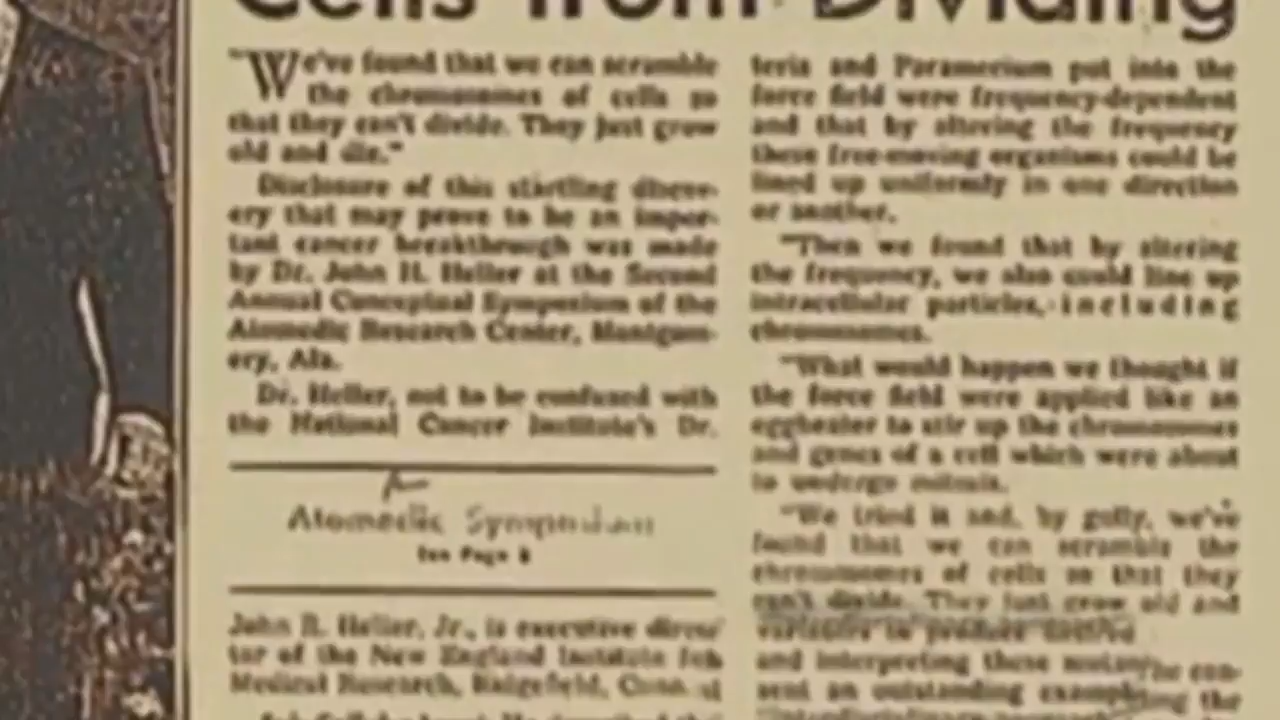 Cells from Dividing
"We've found that we can scramble
the chromosomes of cells so
that they can't divide. They just grow
old and die."
Disclosure of this startling discov-
ery that may prove to be an impor-
tant cancer breakthrough was made
by Dr. John H. Heller at the Second
Annual Conceptual Symposium of the
Atomedic Research Center, Montgom-
ery, Ala.
Dr. Heller, not to be confused with
the National Cancer Institute's Dr.
Atomedic Symposium
See Page 8
John R. Heller, Jr., is executive direc
tor of the New England Institute for
Medical Research, Ridgefield, Conn.
teria and Paramecium put into the
force field were frequency-dependent
and that by altering the frequency
these free-moving organisms could be
lined up uniformly in one direction
or another.
"Then we found that by altering
the frequency, we also could line up
intracellular particles, including
chromosomes.
"What would happen we thought if
the force field were applied like an
eggbeater to stir up the chromosomes
and genes of a cell which were about
to undergo mitosis.
"We tried it and, by golly, we've
found that we can scramble the
chromosomes of cells so that they
can't divide. They just grow old and
to produce
and interpreting these
sent an outstanding the